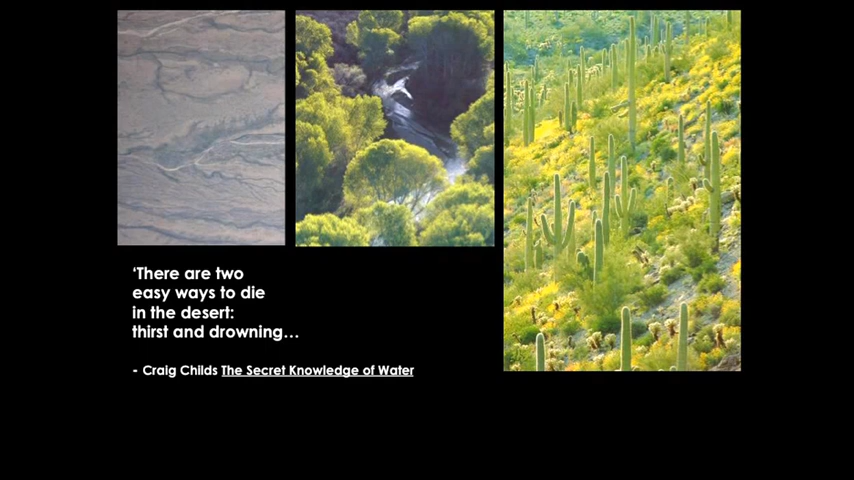 ‘There are two
easy ways to die
in the desert:
thirst and drowning…
- Craig Childs The Secret Knowledge of Water